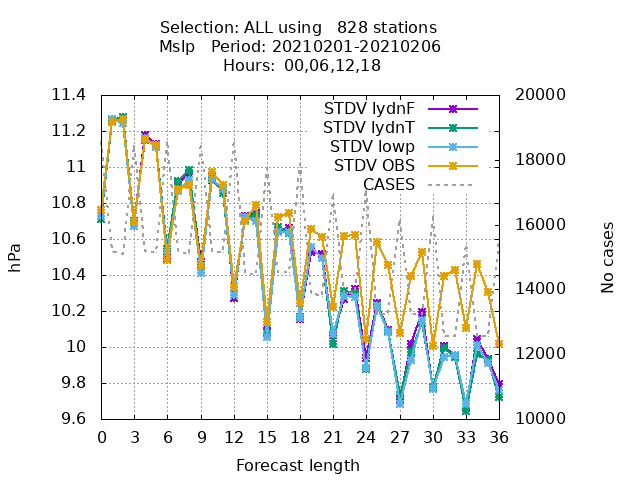 Selection: ALL using   828 stations
Mslp   Period: 20210201-20210206
Hours: 00,06,12,18
11.4
11.2
11
10.8
10.6
10.4
10.2
10
9.8
9.6
hPa
20000
18000
16000
14000
12000
10000
No cases
STDV lydnF
STDV lydnT
STDV lowp
STDV OBS
CASES
0 3 6 9 12 15 18 21 24 27 30 33 36
Forecast length